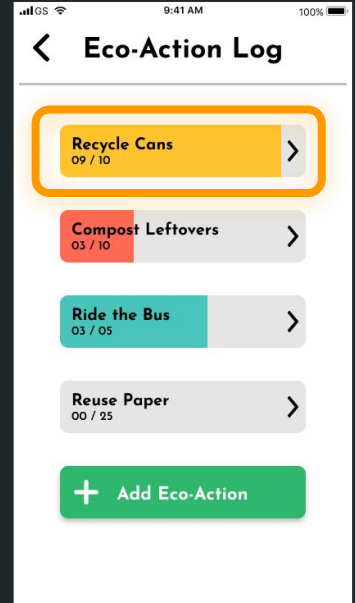 GS 9:41 AM 100%
Eco-Action Log
Recycle Cans
09 / 10
Compost Leftovers
03 / 10
Ride the Bus
03 / 05
Reuse Paper
00 / 25
Add Eco-Action